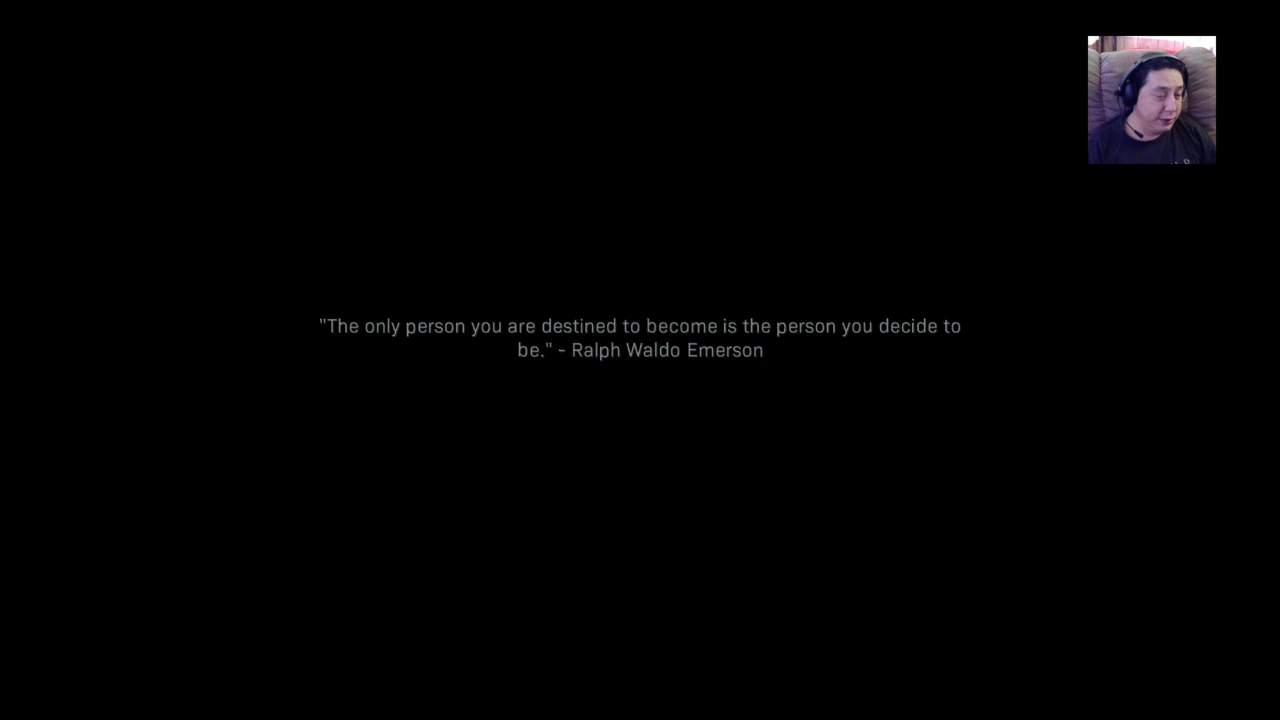 "The only person you are destined to become is the person you decide to
be." - Ralph Waldo Emerson